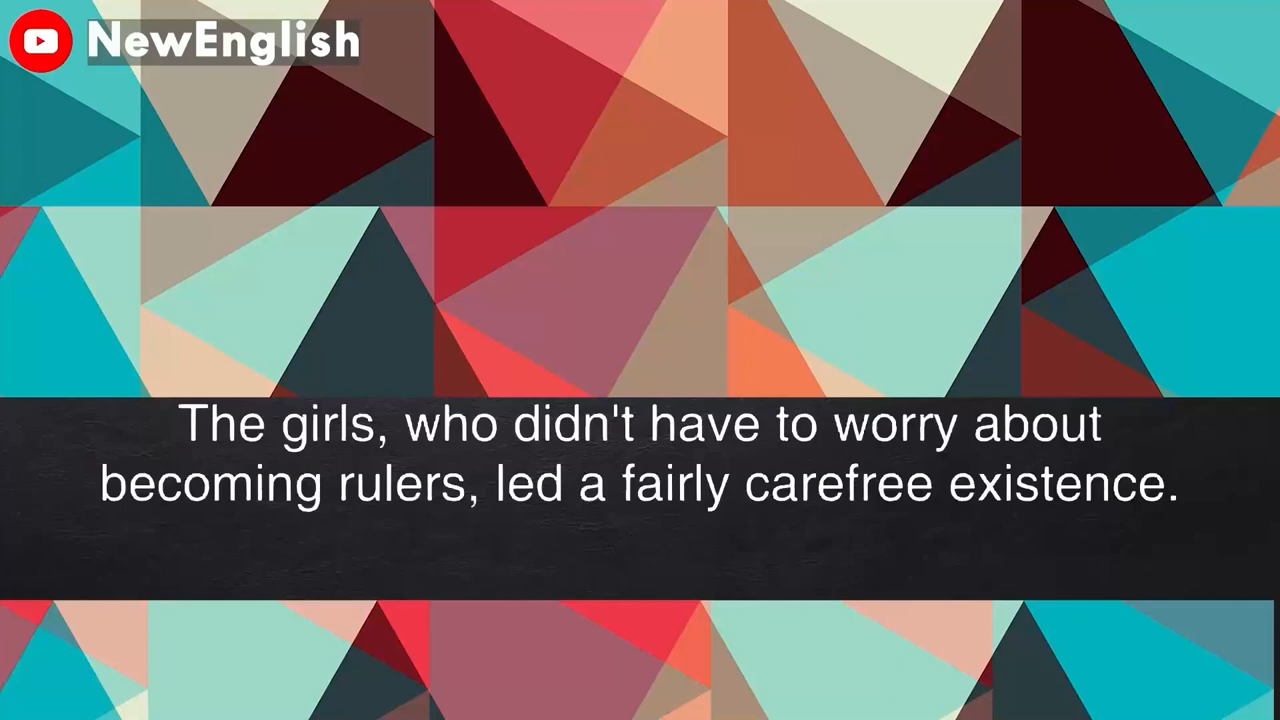 NewEnglish
The girls, who didn't have to worry about
becoming rulers, led a fairly carefree existence.